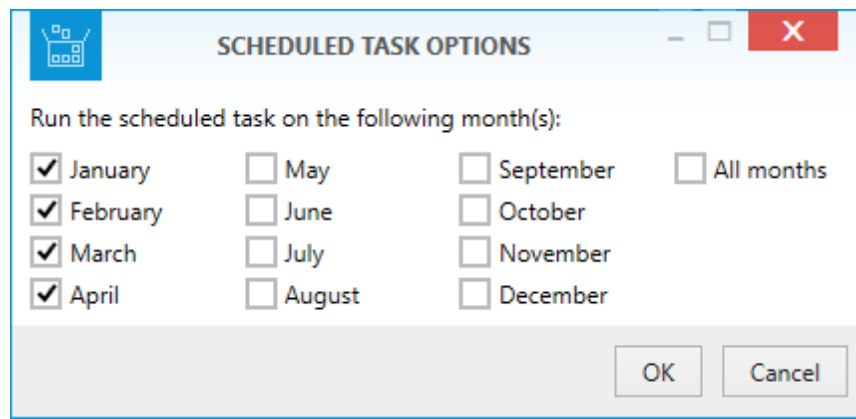 SCHEDULED TASK OPTIONS
Run the scheduled task on the following month(s):
January May September All months
February June October
March July November
April August December
OK Cancel